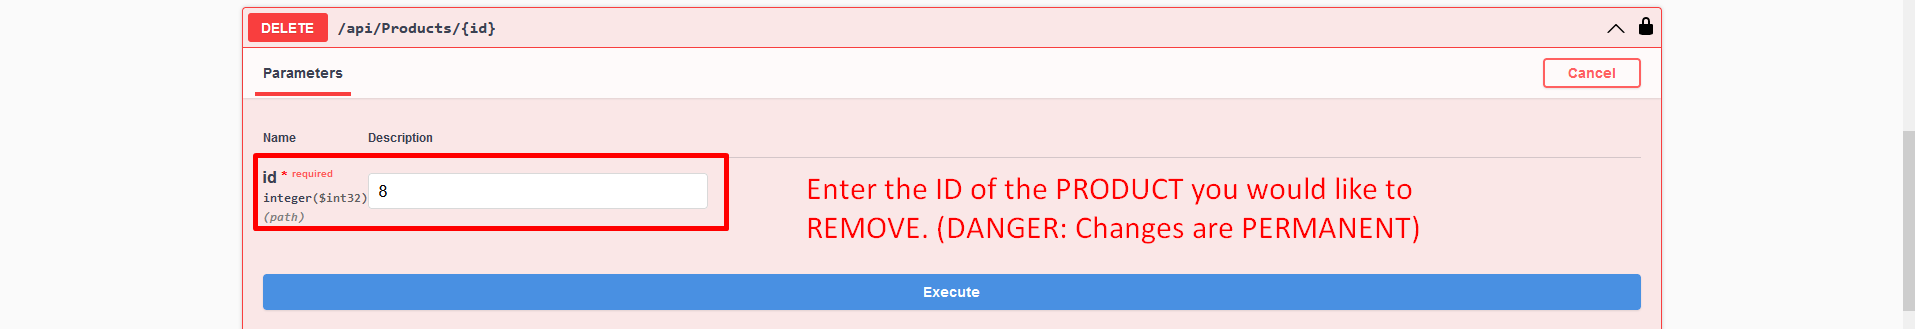 DELETE /api/Products/{id}
Parameters
Cancel
Name Description
id * required
integer($int32)
(path)
8
Enter the ID of the PRODUCT you would like to
REMOVE. (DANGER: Changes are PERMANENT)
Execute